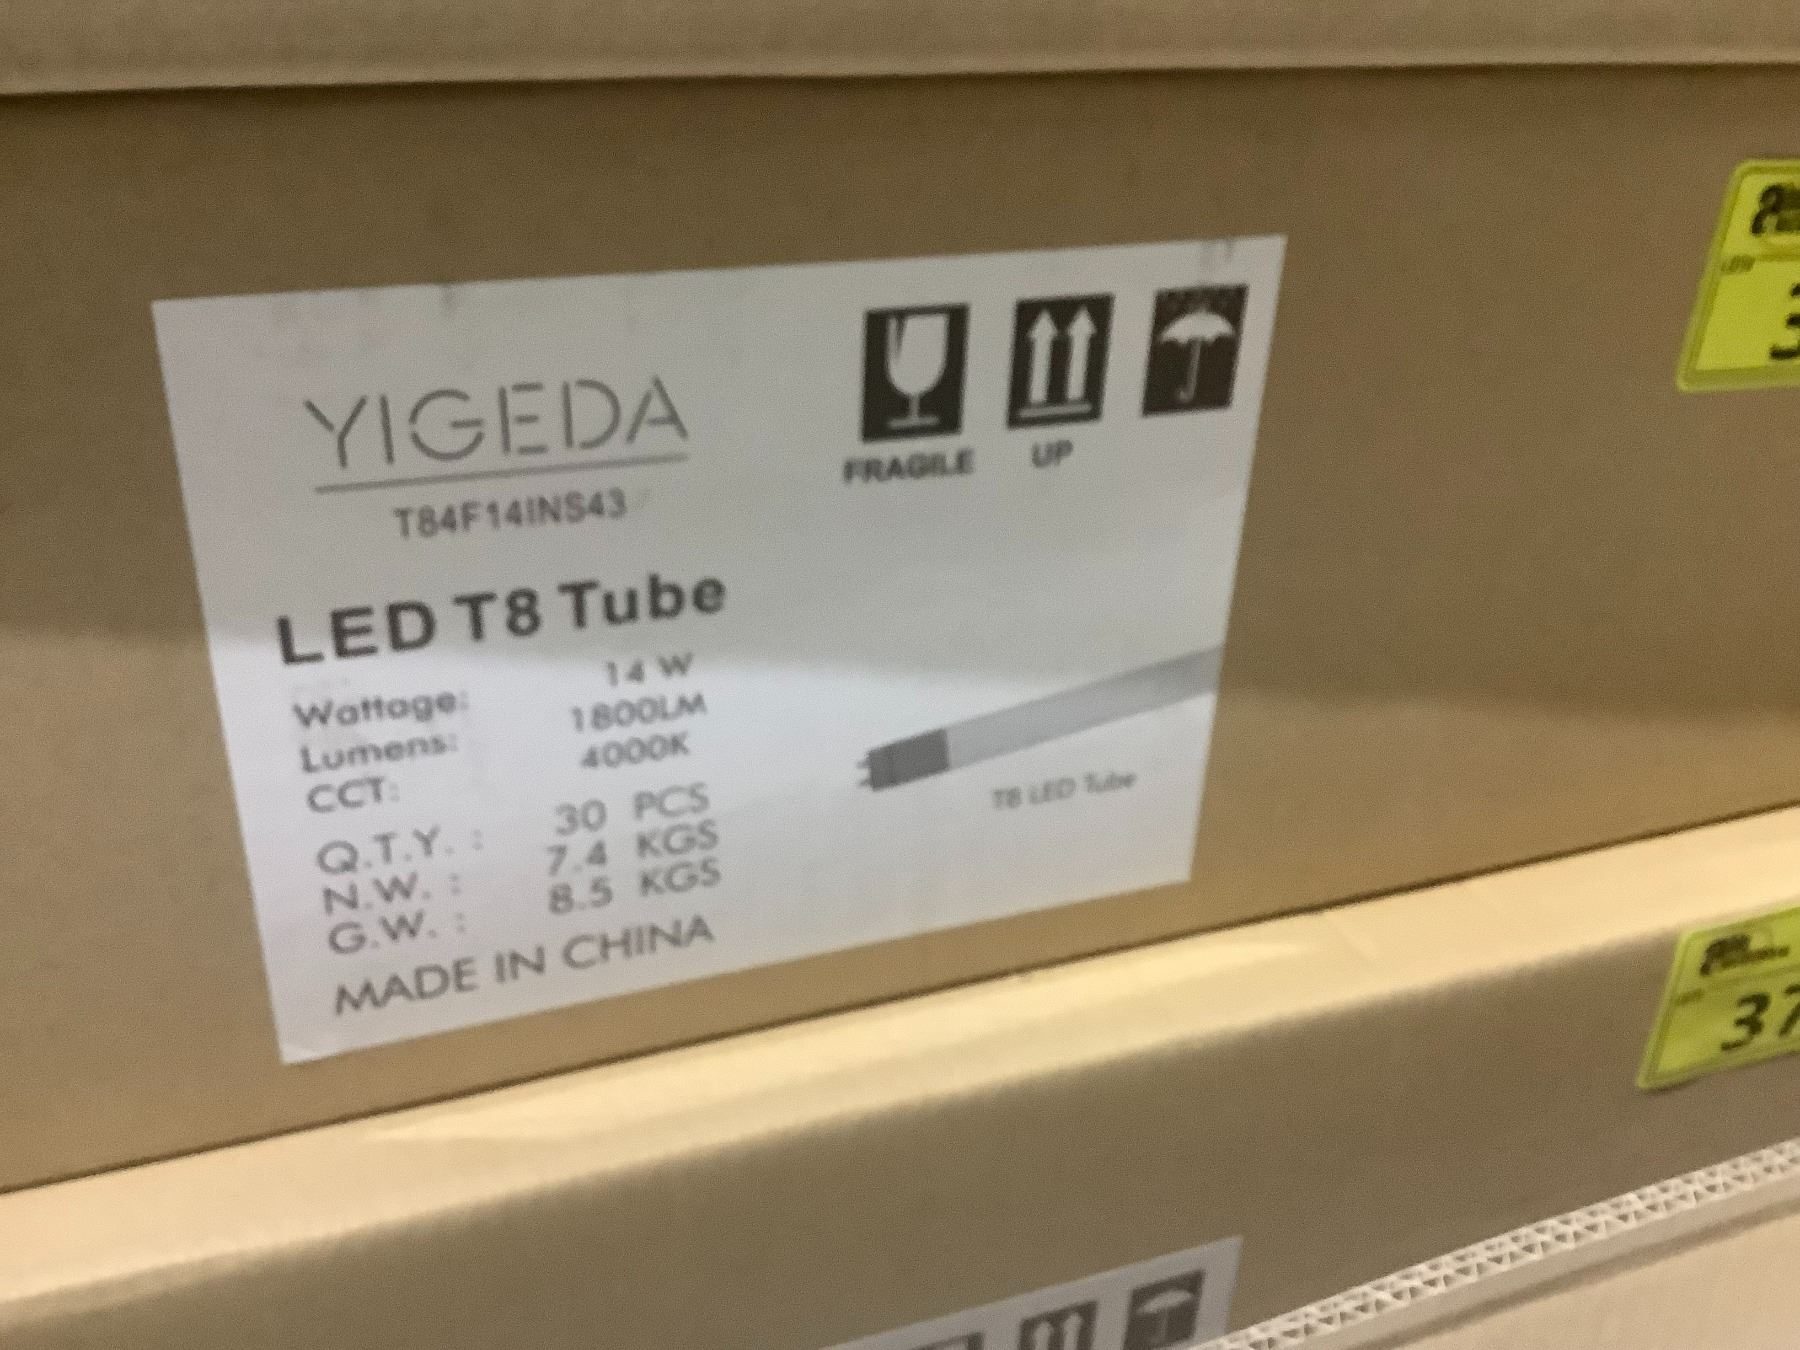 YIGEDA
T84F14INS43
FRAGILE
UP
LED T8 Tube
Wattage: 14 W
Lumens: 1800LM
CCT: 4000K
Q.T.Y. : 30 PCS
N.W. : 7.4 KGS
G.W. : 8.5 KGS
MADE IN CHINA
T8 LED Tube
37